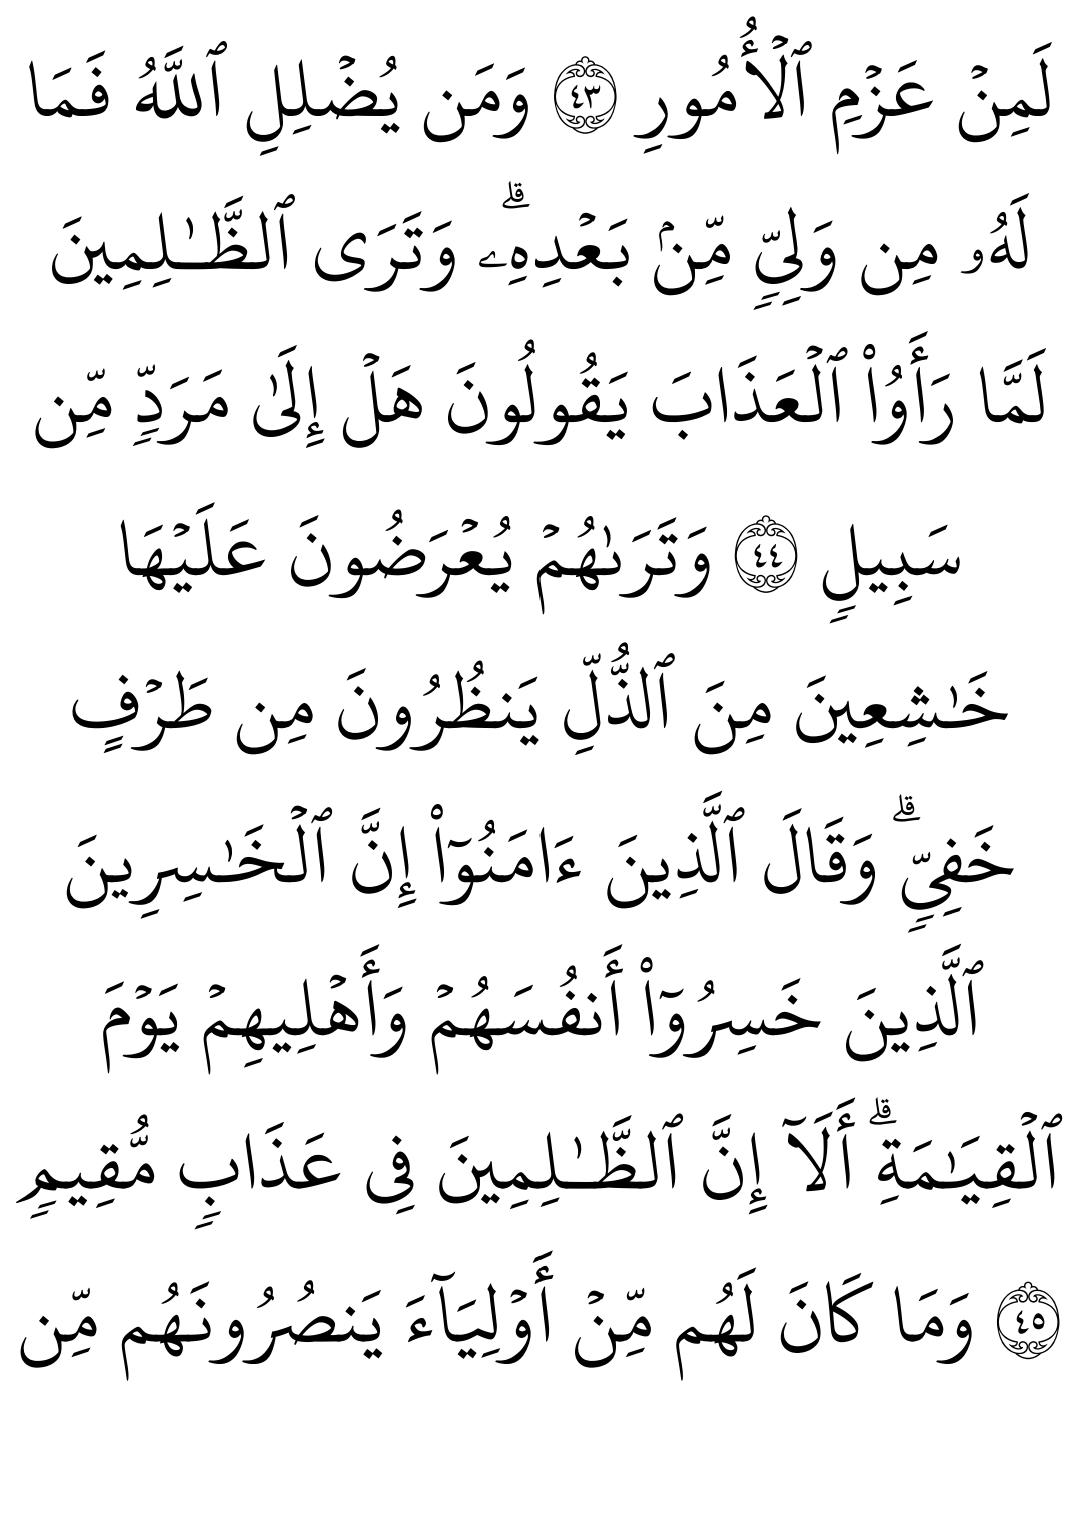 لَمِنۡ عَزۡمِ ٱلۡأُمُورِ ٤٣ وَمَن يُضۡلِلِ ٱللَّهُ فَمَا
لَهُۥ مِن وَلِيّٖ مِّنۢ بَعۡدِهِۦۗ وَتَرَى ٱلظَّـٰلِمِينَ
لَمَّا رَأَوُاْ ٱلۡعَذَابَ يَقُولُونَ هَلۡ إِلَىٰ مَرَدّٖ مِّن
سَبِيلٖ ٤٤ وَتَرَىٰهُمۡ يُعۡرَضُونَ عَلَيۡهَا
خَـٰشِعِينَ مِنَ ٱلذُّلِّ يَنظُرُونَ مِن طَرۡفٍ
خَفِيّٖۗ وَقَالَ ٱلَّذِينَ ءَامَنُوٓاْ إِنَّ ٱلۡخَـٰسِرِينَ
ٱلَّذِينَ خَسِرُوٓاْ أَنفُسَهُمۡ وَأَهۡلِيهِمۡ يَوۡمَ
ٱلۡقِيَـٰمَةِۗ أَلَآ إِنَّ ٱلظَّـٰلِمِينَ فِى عَذَابٖ مُّقِيمٖ
٤٥ وَمَا كَانَ لَهُم مِّنۡ أَوۡلِيَآءَ يَنصُرُونَهُم مِّن